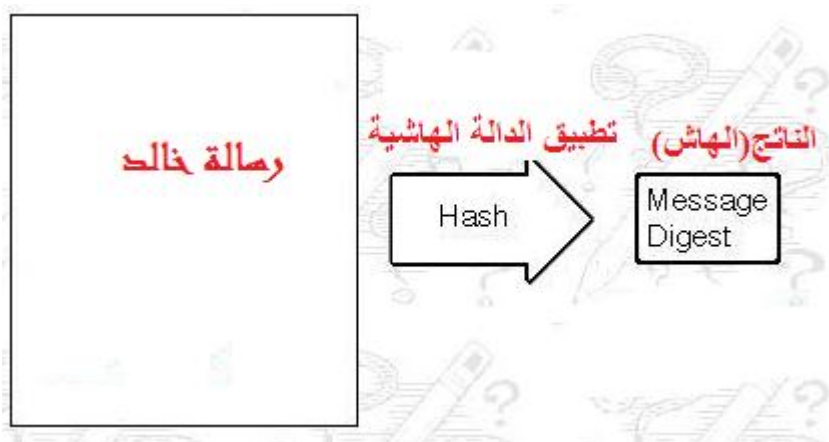 رسالة خالد
تطبيق الدالة الهاشية
Hash
الناتج(الهاش)
Message
Digest